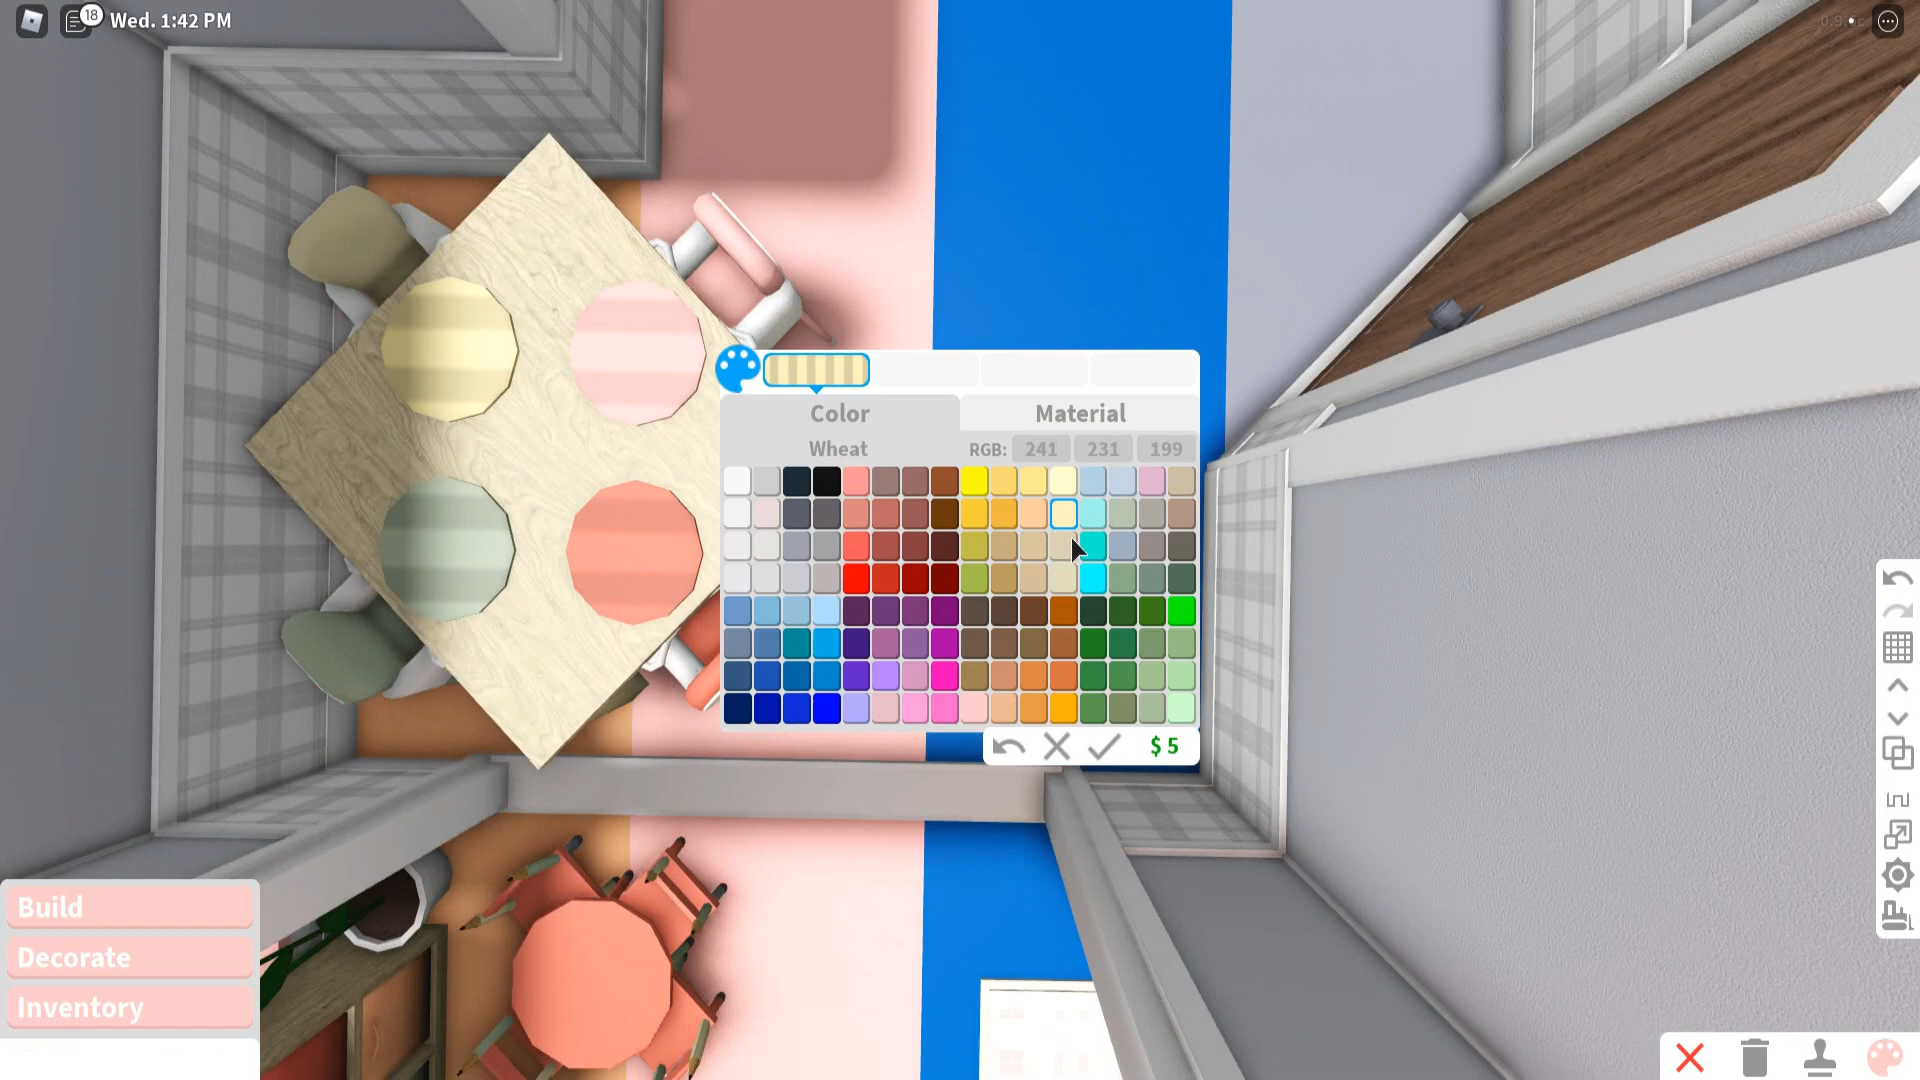 18
Wed. 1:42 PM
Color
Material
Wheat
RGB: 241 231 199
$ 5
Build
Decorate
Inventory